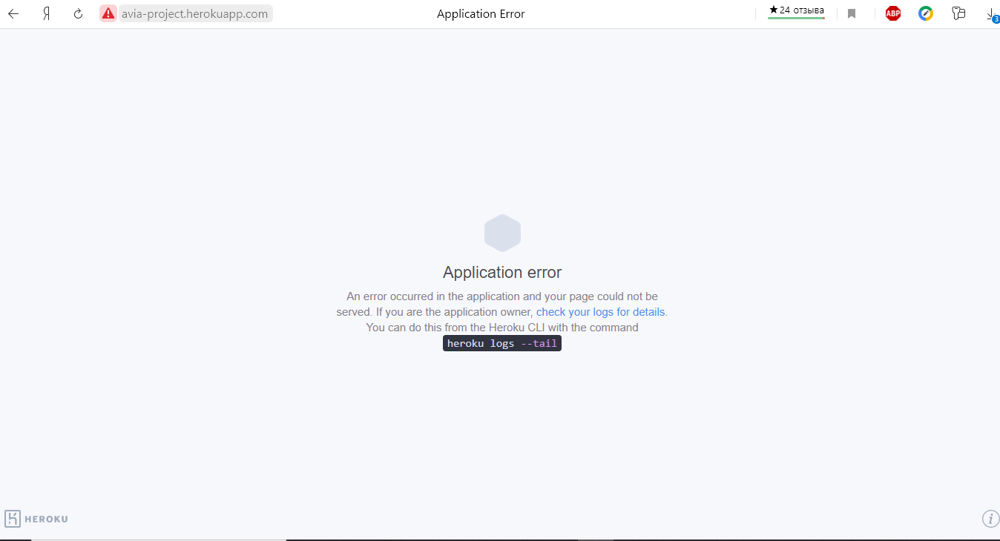 Я
avia-project.herokuapp.com
Application Error
★24 отзыва
ABP
3
Application error
An error occurred in the application and your page could not be
served. If you are the application owner, check your logs for details.
You can do this from the Heroku CLI with the command
heroku logs --tail
HEROKU
i